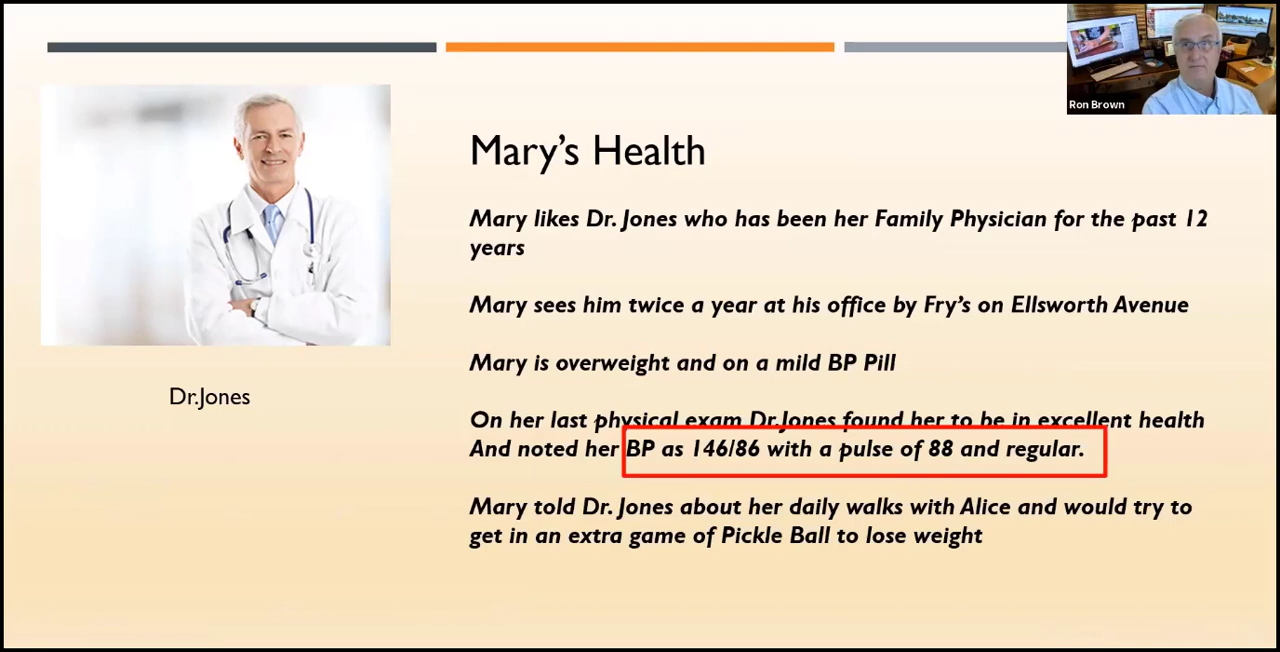 Ron Brown
Mary's Health
Mary likes Dr. Jones who has been her Family Physician for the past 12
years
Mary sees him twice a year at his office by Fry's on Ellsworth Avenue
Mary is overweight and on a mild BP Pill
On her last physical exam Dr.Jones found her to be in excellent health
And noted her BP as 146/86 with a pulse of 88 and regular.
Mary told Dr. Jones about her daily walks with Alice and would try to
get in an extra game of Pickle Ball to lose weight
Dr.Jones